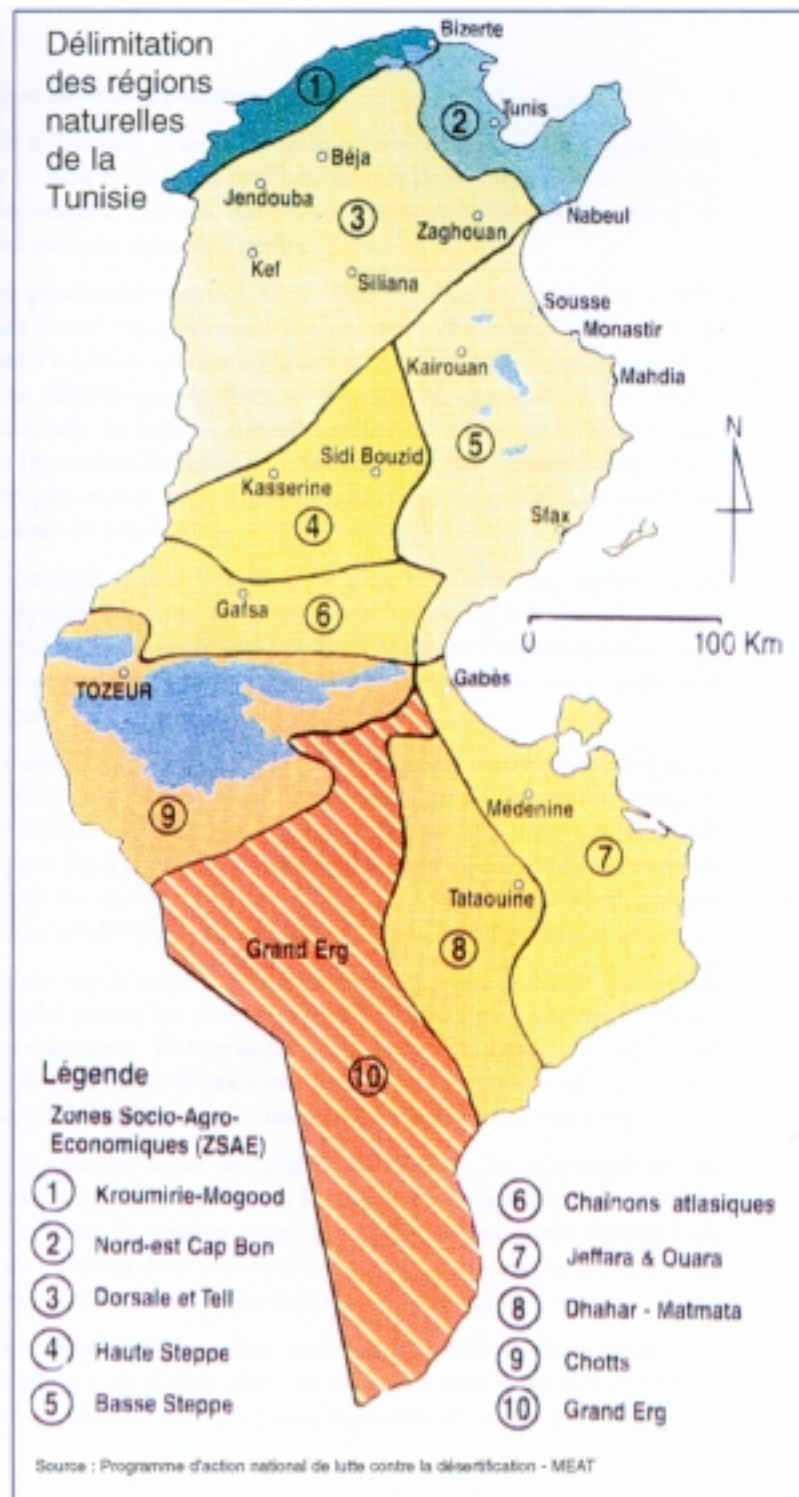 Délimitation
des régions
naturelles
de la
Tunisie
Bizerte
1
2
Tunis
Béja
Jendouba
3
Nabeul
Zaghouan
Kef
Siliana
Sousse
Monastir
Kairouan
Mahdia
N
5
Sidi Bouzid
Kasserine
4
Sfax
Gafsa
6
0 100 Km
TOZEUR
Gabès
Médenine
9
7
Tataouine
Grand Erg
8
10
Légende
Zones Socio-Agro-
Economiques (ZSAE)
1 Kroumirie-Mogood
2 Nord-est Cap Bon
3 Dorsale et Tell
4 Haute Steppe
5 Basse Steppe
6 Chaînons atlasiques
7 Jeffara & Ouara
8 Dhahar - Matmata
9 Chotts
10 Grand Erg
Source : Programme d'action national de lutte contre la désertification - MEAT